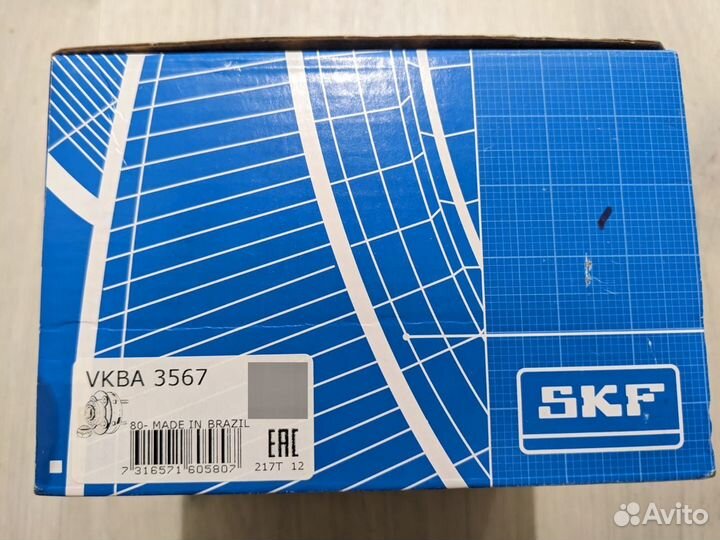 VKBA 3567
80- MADE IN BRAZIL
EAC
7 316571 605807
217T 12
SKF
Avito